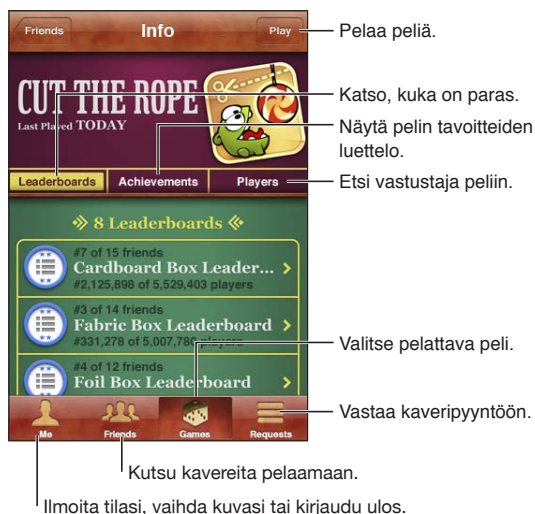 Friends
Info
Play
Pelaa peliä.
CUT THE ROPE
Last Played TODAY
Katso, kuka on paras.
Näytä pelin tavoitteiden
luettelo.
Leaderboards
Achievements
Players
Etsi vastustaja peliin.
8 Leaderboards
#7 of 15 friends
Cardboard Box Leader...
#2,125,898 of 5,529,403 players
#3 of 14 friends
Fabric Box Leaderboard
#331,278 of 5,007,780 players
Valitse pelattava peli.
#4 of 12 friends
Foil Box Leaderboard
Vastaa kaveripyyntöön.
Me
Friends
Games
Requests
Kutsu kavereita pelaamaan.
Ilmoita tilasi, vaihda kuvasi tai kirjaudu ulos.